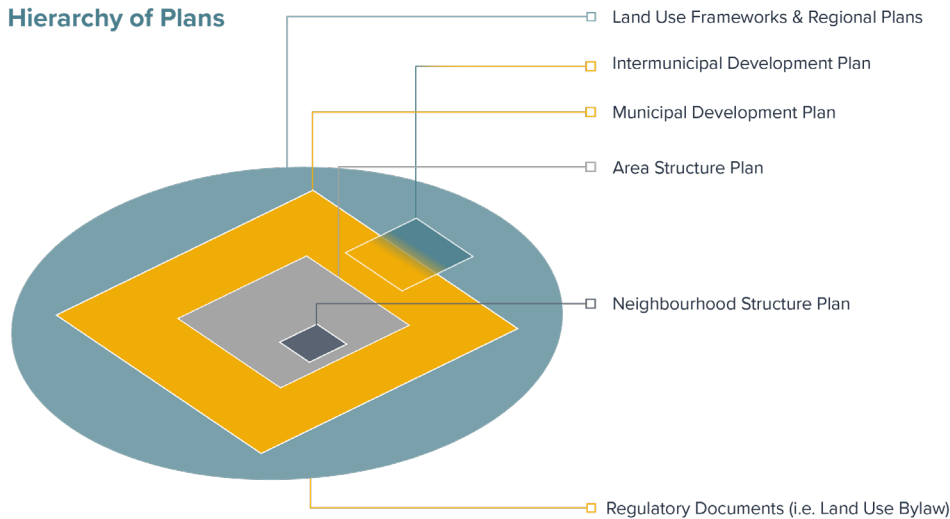 Hierarchy of Plans
Land Use Frameworks & Regional Plans
Intermunicipal Development Plan
Municipal Development Plan
Area Structure Plan
Neighbourhood Structure Plan
Regulatory Documents (i.e. Land Use Bylaw)